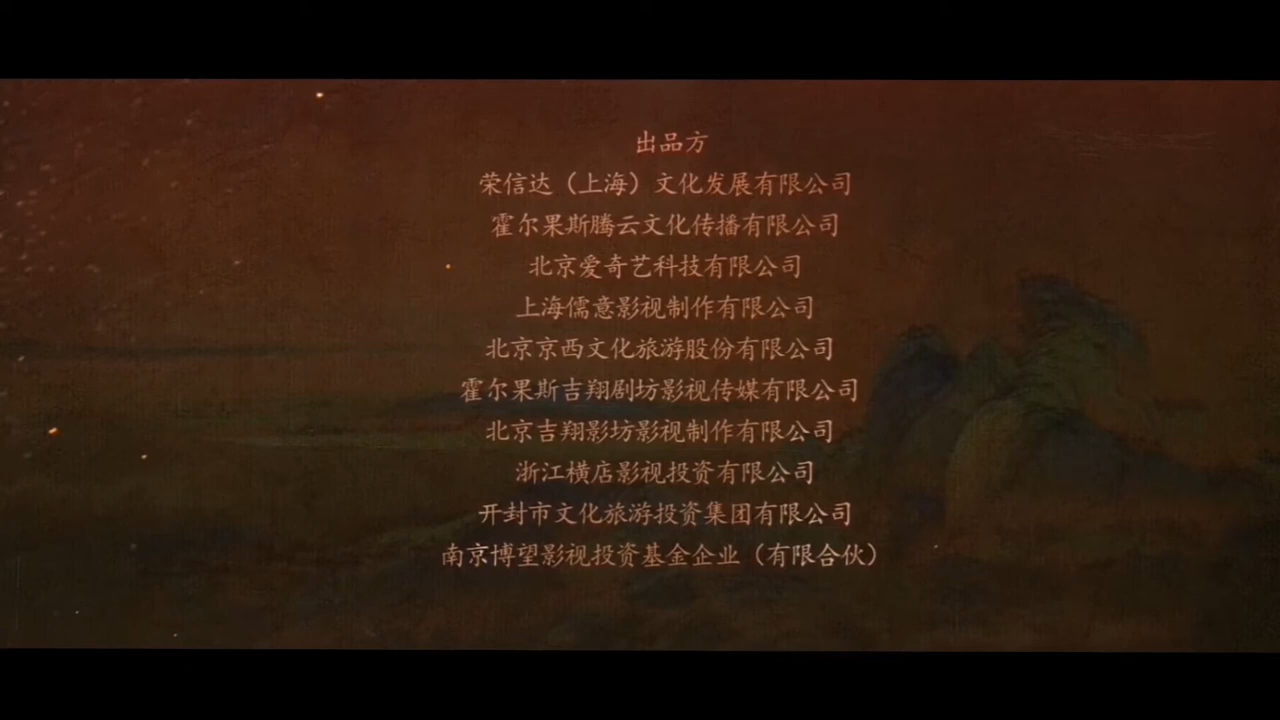 出品方
荣信达（上海）文化发展有限公司
霍尔果斯腾云文化传播有限公司
北京爱奇艺科技有限公司
上海儒意影视制作有限公司
北京京西文化旅游股份有限公司
霍尔果斯吉翔剧坊影视传媒有限公司
北京吉翔影坊影视制作有限公司
浙江横店影视投资有限公司
开封市文化旅游投资集团有限公司
南京博望影视投资基金企业（有限合伙）